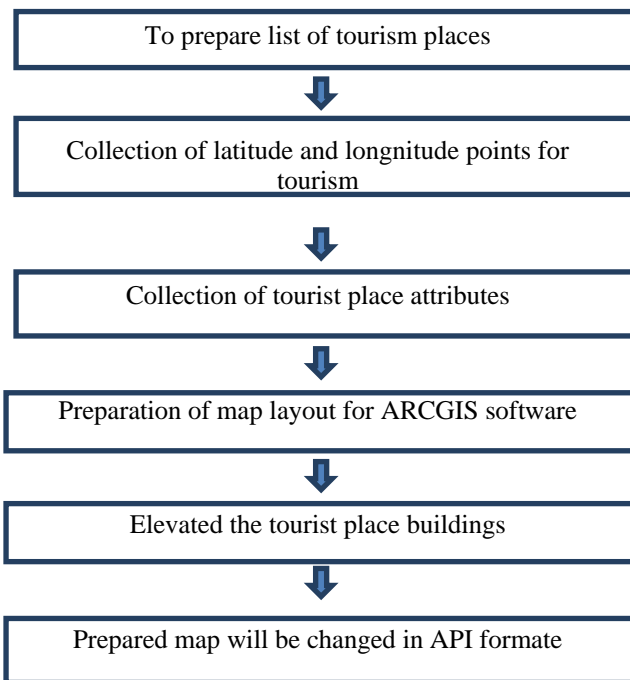 To prepare list of tourism places
Collection of latitude and longnitude points for
tourism
Collection of tourist place attributes
Preparation of map layout for ARCGIS software
Elevated the tourist place buildings
Prepared map will be changed in API formate